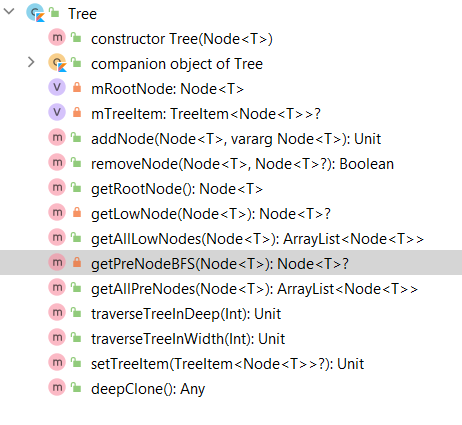 Tree
constructor Tree(Node<T>)
companion object of Tree
mRootNode: Node<T>
mTreeItem: TreeItem<Node<T>>?
addNode(Node<T>, vararg Node<T>): Unit
removeNode(Node<T>, Node<T>?): Boolean
getRootNode(): Node<T>
getLowNode(Node<T>): Node<T>?
getAllLowNodes(Node<T>): ArrayList<Node<T>>
getPreNodeBFS(Node<T>): Node<T>?
getAllPreNodes(Node<T>): ArrayList<Node<T>>
traverseTreeInDeep(Int): Unit
traverseTreeInWidth(Int): Unit
setTreeItem(TreeItem<Node<T>>?): Unit
deepClone(): Any